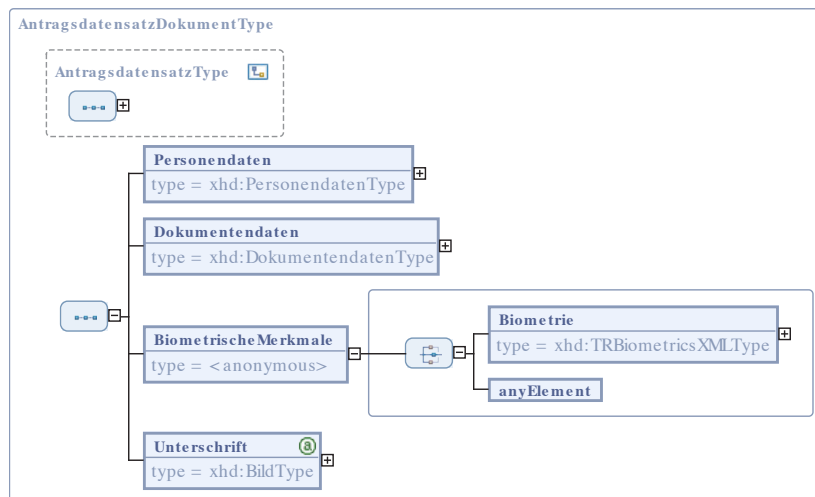 AntragsdatensatzDokumentType
AntragsdatensatzType
Personendaten
type = xhd:PersonendatenType
Dokumentendaten
type = xhd:DokumentendatenType
BiometrischeMerkmale
type = <anonymous>
Biometrie
type = xhd:TRBiometricsXMLType
anyElement
Unterschrift
a
type = xhd:BildType